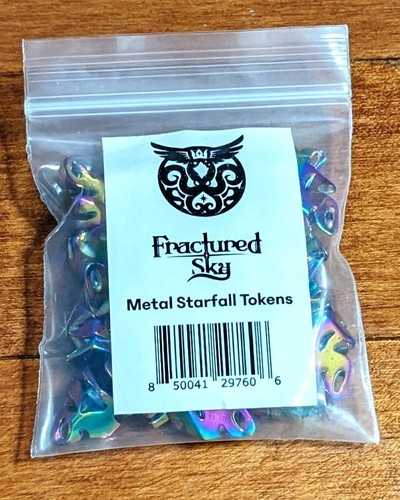 Fractured
Sky
Metal Starfall Tokens
8 50041 29760 6